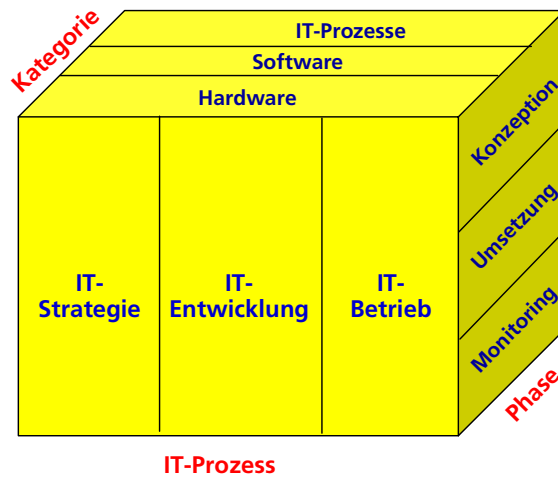 Kategorie
IT-Prozesse
Software
Hardware
Konzeption
Umsetzung
Monitoring
IT-
Strategie
IT-
Entwicklung
IT-
Betrieb
Phase
IT-Prozess